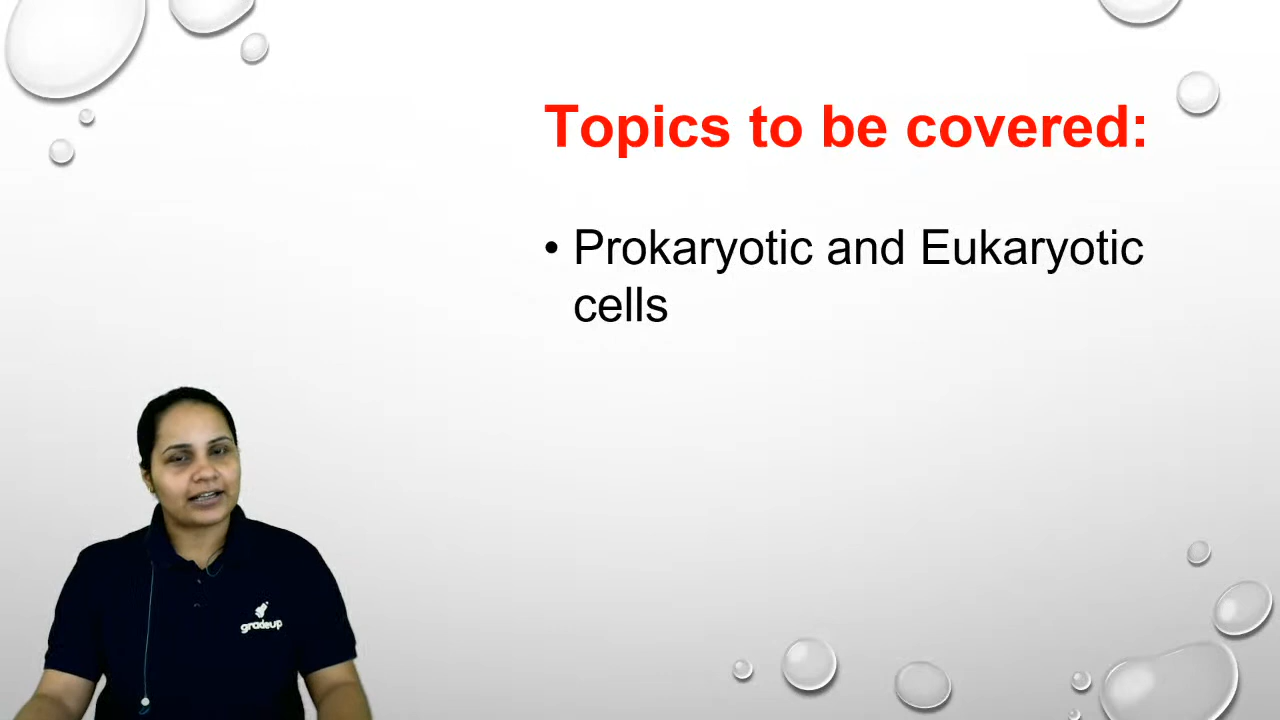 Topics to be covered:
• Prokaryotic and Eukaryotic
cells
gradeup